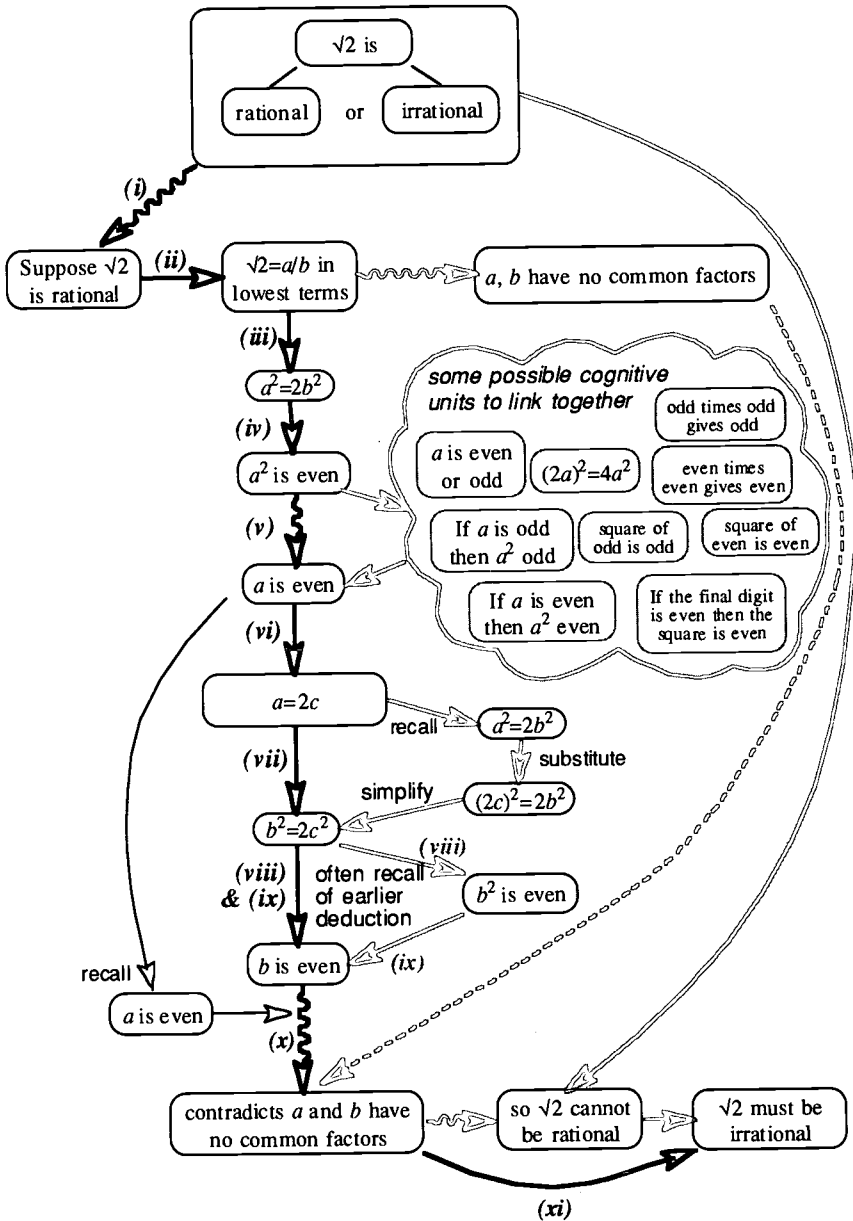 √2 is
rational or irrational
(i)
Suppose √2
is rational
(ii)
√2=a/b in
lowest terms
a, b have no common factors
(iii)
a²=2b²
(iv)
a² is even
(v)
a is even
some possible cognitive
units to link together
odd times odd
gives odd
a is even
or odd
(2a)²=4a²
even times
even gives even
If a is odd
then a² odd
square of
odd is odd
square of
even is even
If a is even
then a² even
If the final digit
is even then the
square is even
(vi)
a=2c
recall
a²=2b²
substitute
(2c)²=2b²
simplify
(vii)
b²=2c²
(viii)
& (ix)
often recall
of earlier
deduction
(viii)
b² is even
(ix)
b is even
recall
a is even
(x)
contradicts a and b have
no common factors
so √2 cannot
be rational
√2 must be
irrational
(xi)